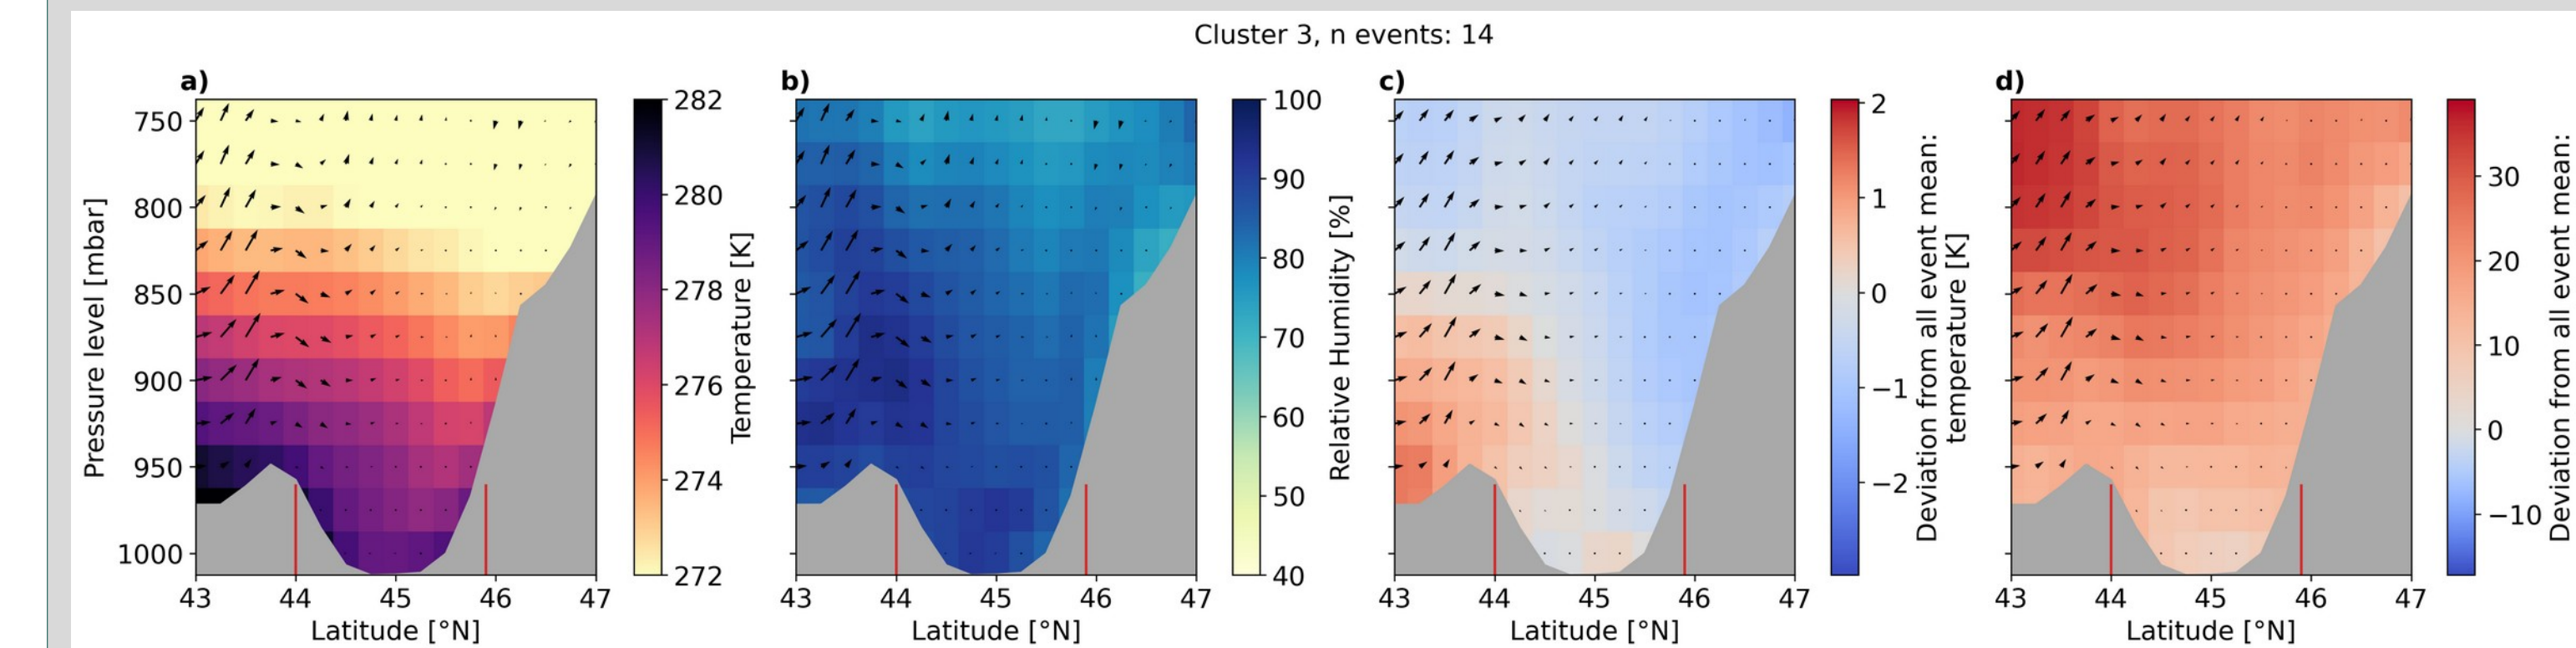 Cluster 3, n events: 14
a)
b)
c)
d)
750
800
850
900
950
1000
Pressure level [mbar]
43 44 45 46 47
Latitude [°N]
282
280
278
276
274
272
Temperature [K]
43 44 45 46 47
Latitude [°N]
100
90
80
70
60
50
40
Relative Humidity [%]
43 44 45 46 47
Latitude [°N]
2
1
0
−1
−2
Deviation from all event mean:
temperature [K]
43 44 45 46 47
Latitude [°N]
30
20
10
0
−10
Deviation from all event mean: